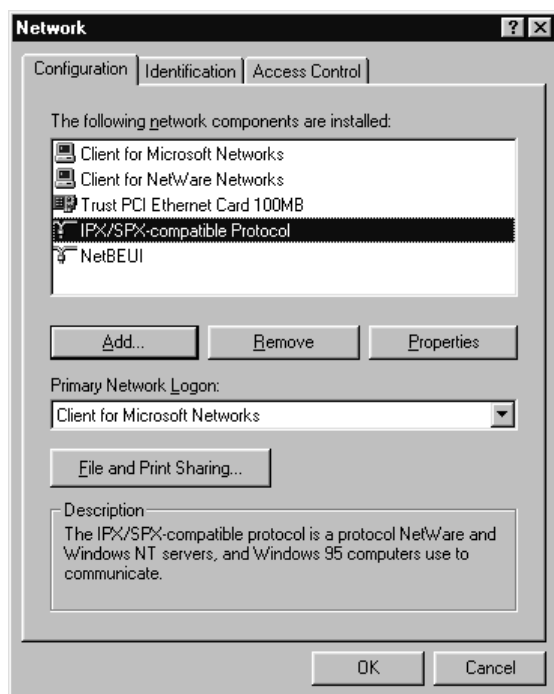 Network
Configuration Identification Access Control
The following network components are installed:
Client for Microsoft Networks
Client for NetWare Networks
Trust PCI Ethernet Card 100MB
IPX/SPX-compatible Protocol
NetBEUI
Add... Remove Properties
Primary Network Logon:
Client for Microsoft Networks
File and Print Sharing...
Description
The IPX/SPX-compatible protocol is a protocol NetWare and
Windows NT servers, and Windows 95 computers use to
communicate.
OK Cancel